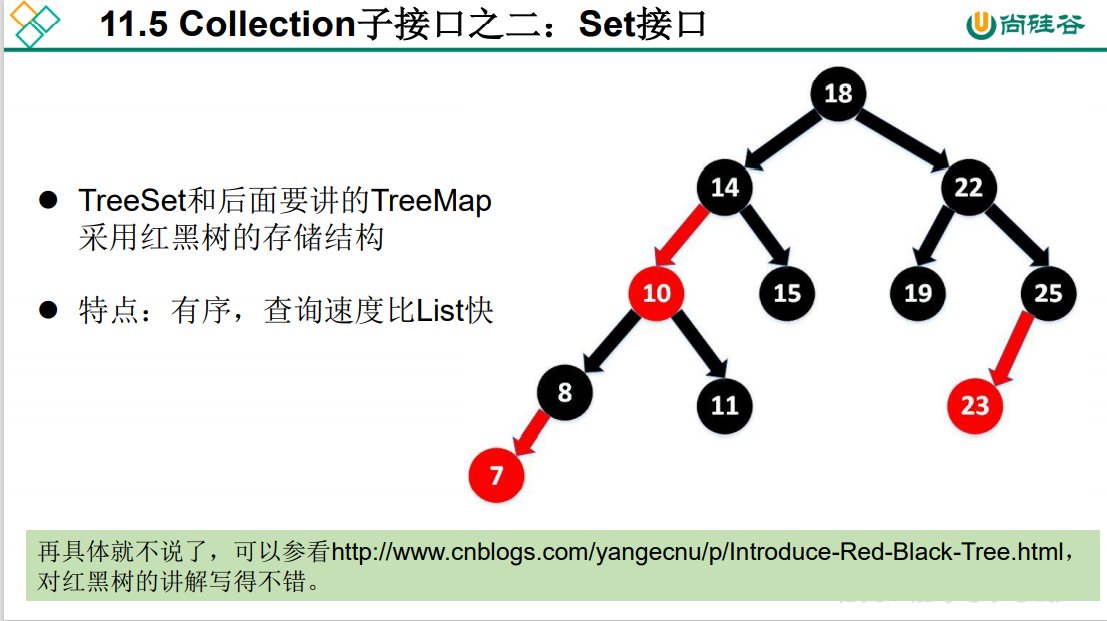 11.5 Collection子接口之二：Set接口
尚硅谷
TreeSet和后面要讲的TreeMap
采用红黑树的存储结构
特点：有序，查询速度比List快
18
14
22
10
15
19
25
8
11
23
7
再具体就不说了，可以参看http://www.cnblogs.com/yangecnu/p/Introduce-Red-Black-Tree.html，
对红黑树的讲解写得不错。